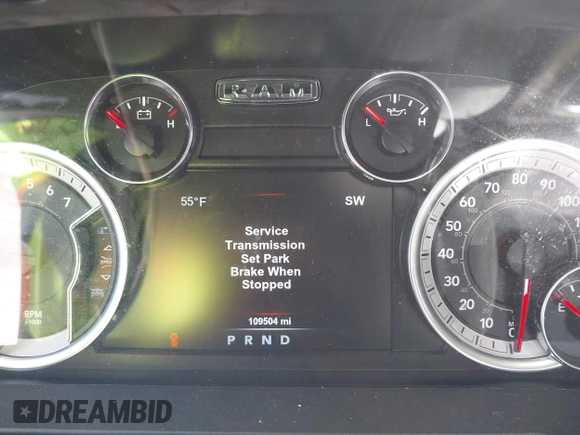 RAM
H
L H
55°F SW
Service
Transmission
Set Park
Brake When
Stopped
109504 mi
P R N D
5 6 7
RPM
x1000
10 20 30 40 50 60 70 80 90 100
E
C
DREAMBID